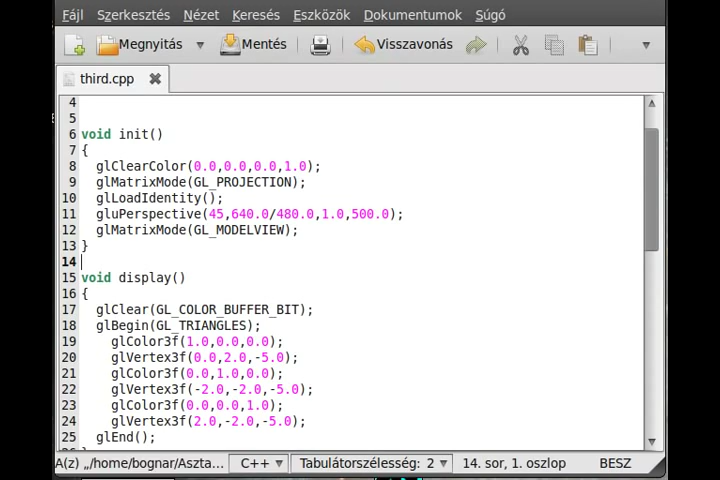 Fájl Szerkesztés Nézet Keresés Eszközök Dokumentumok Súgó
Megnyitás Mentés Visszavonás
third.cpp
4
5
6 void init()
7 {
8 glClearColor(0.0,0.0,0.0,1.0);
9 glMatrixMode(GL_PROJECTION);
10 glLoadIdentity();
11 gluPerspective(45,640.0/480.0,1.0,500.0);
12 glMatrixMode(GL_MODELVIEW);
13 }
14
15 void display()
16 {
17 glClear(GL_COLOR_BUFFER_BIT);
18 glBegin(GL_TRIANGLES);
19 glColor3f(1.0,0.0,0.0);
20 glVertex3f(0.0,2.0,-5.0);
21 glColor3f(0.0,1.0,0.0);
22 glVertex3f(-2.0,-2.0,-5.0);
23 glColor3f(0.0,0.0,1.0);
24 glVertex3f(2.0,-2.0,-5.0);
25 glEnd();
A(z) „/home/bognar/Aszta... C++ Tabulátorszélesség: 2 14. sor, 1. oszlop BESZ